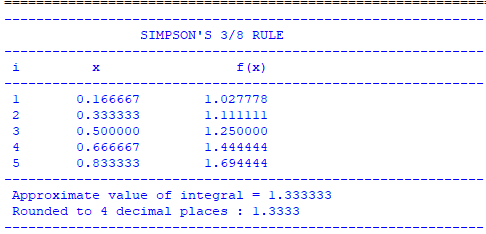 SIMPSON'S 3/8 RULE
i x f(x)
1 0.166667 1.027778
2 0.333333 1.111111
3 0.500000 1.250000
4 0.666667 1.444444
5 0.833333 1.694444
Approximate value of integral = 1.333333
Rounded to 4 decimal places : 1.3333